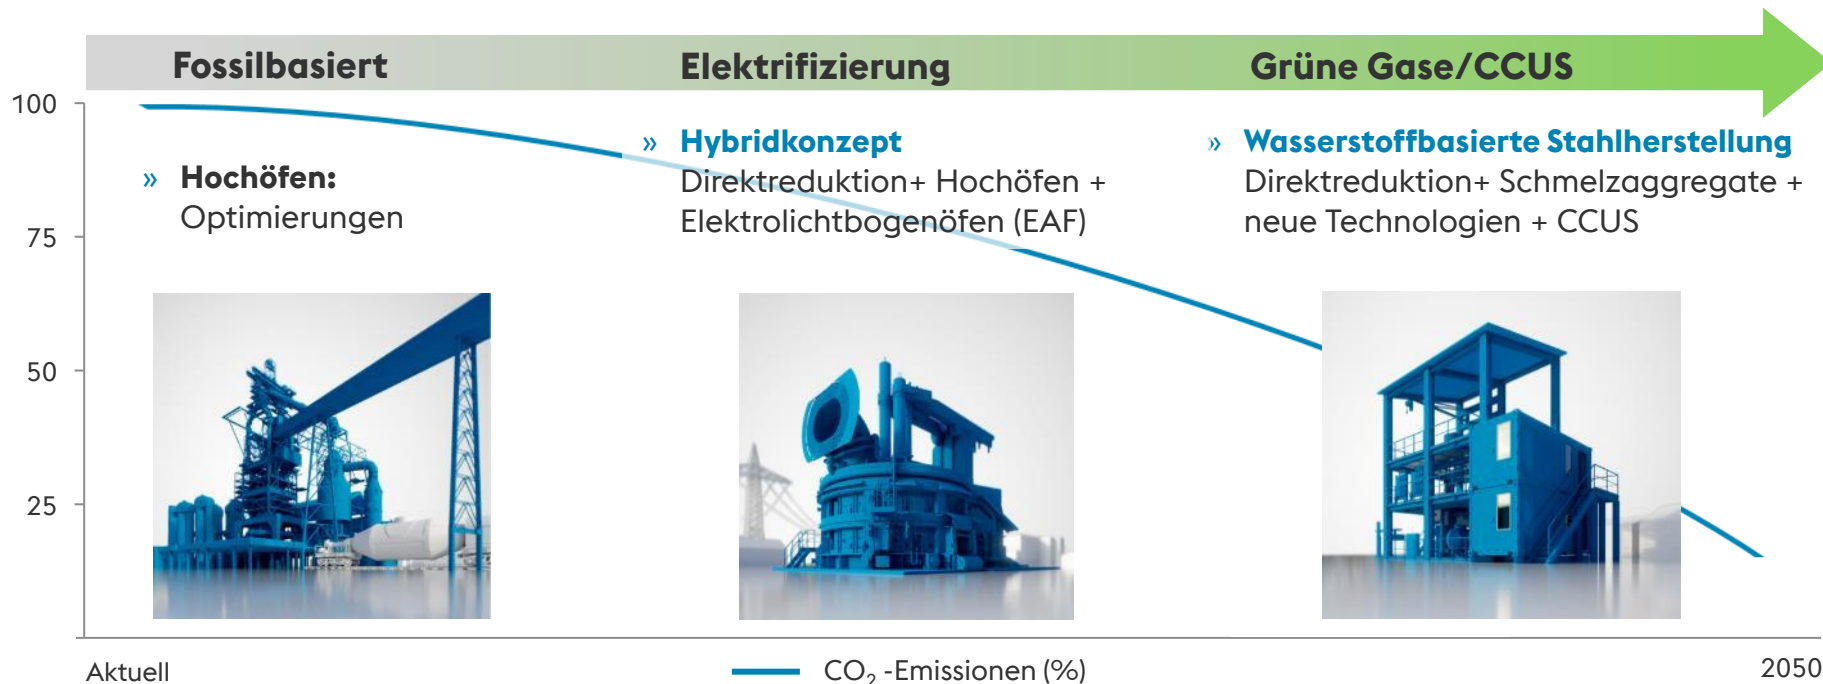 Fossilbasiert
Elektrifizierung
Grüne Gase/CCUS
100
75
50
25
» Hochöfen:
Optimierungen
» Hybridkonzept
Direktreduktion+ Hochöfen +
Elektrolichtbogenöfen (EAF)
» Wasserstoffbasierte Stahlherstellung
Direktreduktion+ Schmelzaggregate +
neue Technologien + CCUS
Aktuell
CO₂ -Emissionen (%)
2050